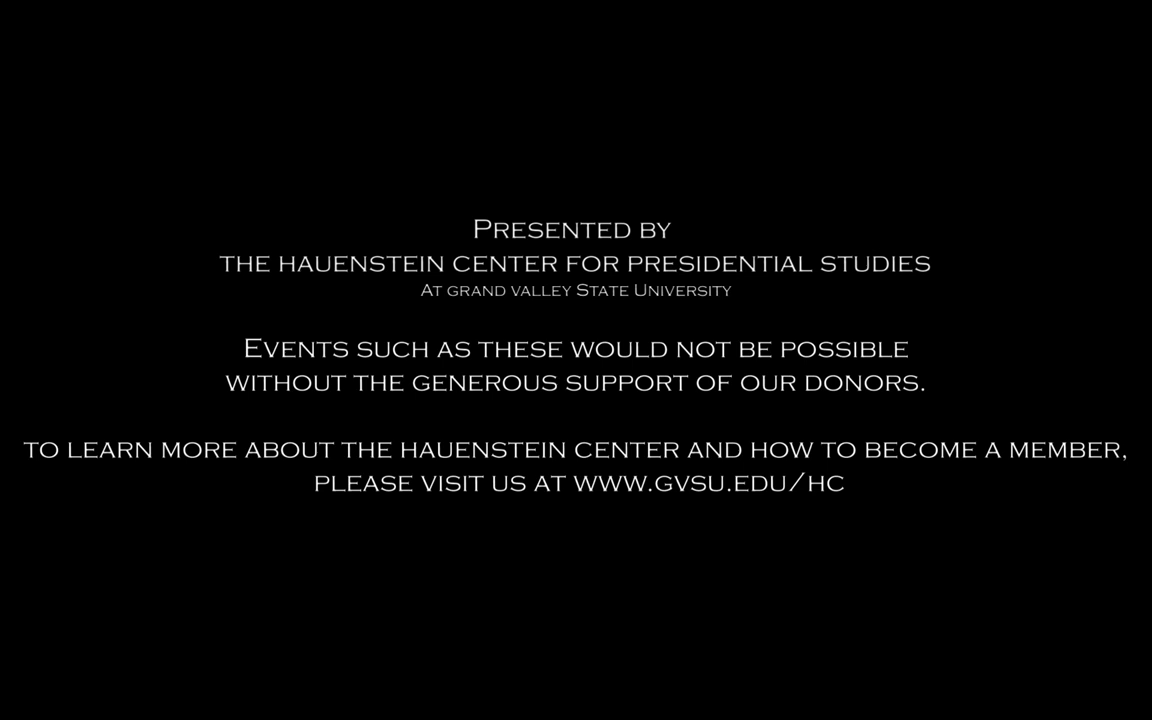 Presented by
the Hauenstein Center for Presidential Studies
At Grand Valley State University
Events such as these would not be possible
without the generous support of our donors.
to learn more about the Hauenstein Center and how to become a member,
please visit us at www.gvsu.edu/hc